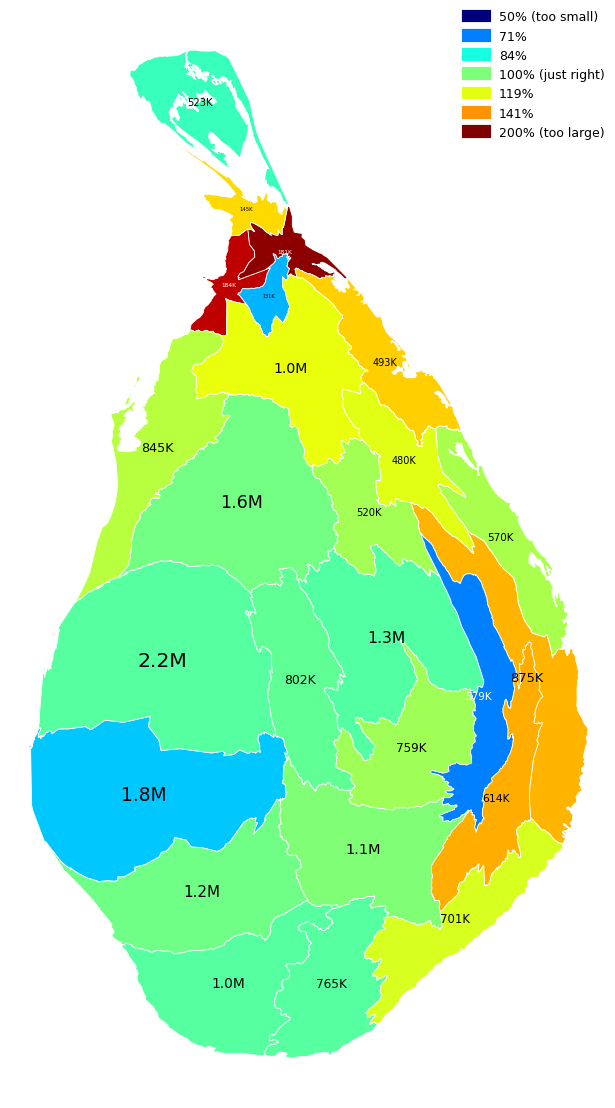 50% (too small)
71%
84%
100% (just right)
119%
141%
200% (too large)
523K
145K
181K
184K
131K
1.0M
493K
845K
480K
1.6M
520K
570K
2.2M
1.3M
802K
875K
579K
759K
1.8M
614K
1.1M
1.2M
701K
1.0M
765K